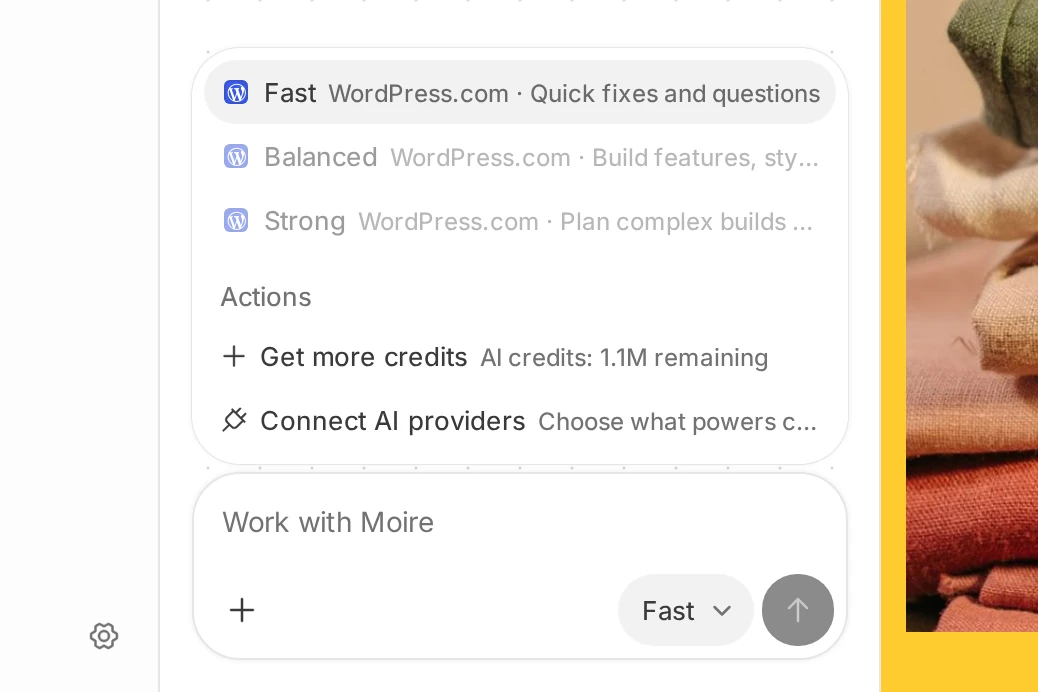 Fast WordPress.com · Quick fixes and questions
Balanced WordPress.com · Build features, sty...
Strong WordPress.com · Plan complex builds ...
Actions
Get more credits AI credits: 1.1M remaining
Connect AI providers Choose what powers c...
Work with Moire
Fast